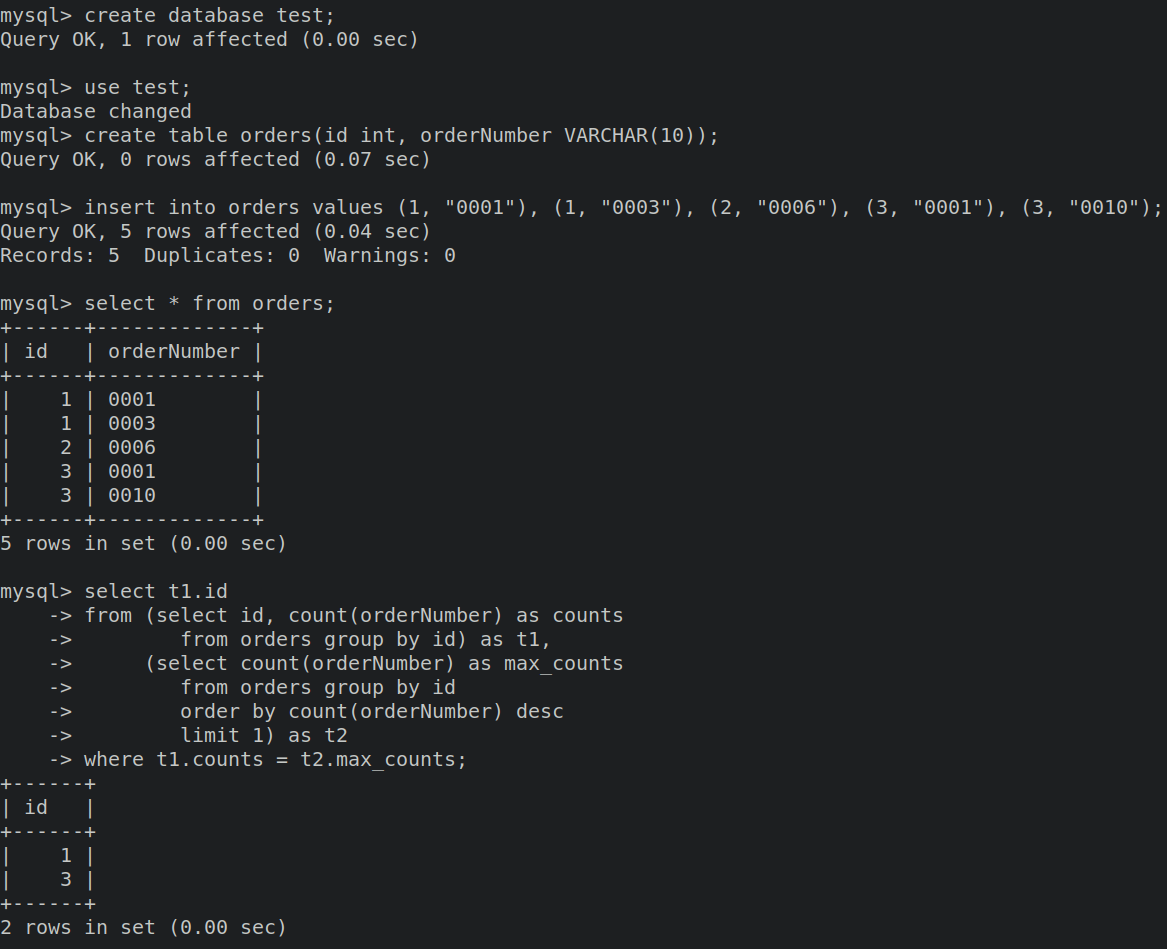 mysql> create database test;
Query OK, 1 row affected (0.00 sec)

mysql> use test;
Database changed
mysql> create table orders(id int, orderNumber VARCHAR(10));
Query OK, 0 rows affected (0.07 sec)

mysql> insert into orders values (1, "0001"), (1, "0003"), (2, "0006"), (3, "0001"), (3, "0010");
Query OK, 5 rows affected (0.04 sec)
Records: 5  Duplicates: 0  Warnings: 0

mysql> select * from orders;
+------+-------------+
| id   | orderNumber |
+------+-------------+
|    1 | 0001        |
|    1 | 0003        |
|    2 | 0006        |
|    3 | 0001        |
|    3 | 0010        |
+------+-------------+
5 rows in set (0.00 sec)

mysql> select t1.id
    -> from (select id, count(orderNumber) as counts
    ->         from orders group by id) as t1,
    ->      (select count(orderNumber) as max_counts
    ->         from orders group by id
    ->         order by count(orderNumber) desc
    ->         limit 1) as t2
    -> where t1.counts = t2.max_counts;
+------+
| id   |
+------+
|    1 |
|    3 |
+------+
2 rows in set (0.00 sec)